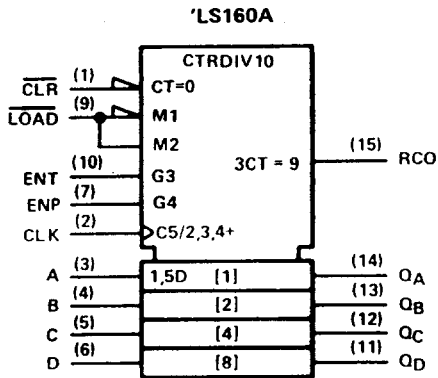 'LS160A
CTRDIV10
CLR (1) CT=0
LOAD (9) M1
M2
(15)
3CT = 9 RCO
ENT (10) G3
ENP (7) G4
CLK (2) C5/2,3,4+
A (3) 1,5D [1] (14) QA
B (4) [2] (13) QB
C (5) [4] (12) QC
D (6) [8] (11) QD